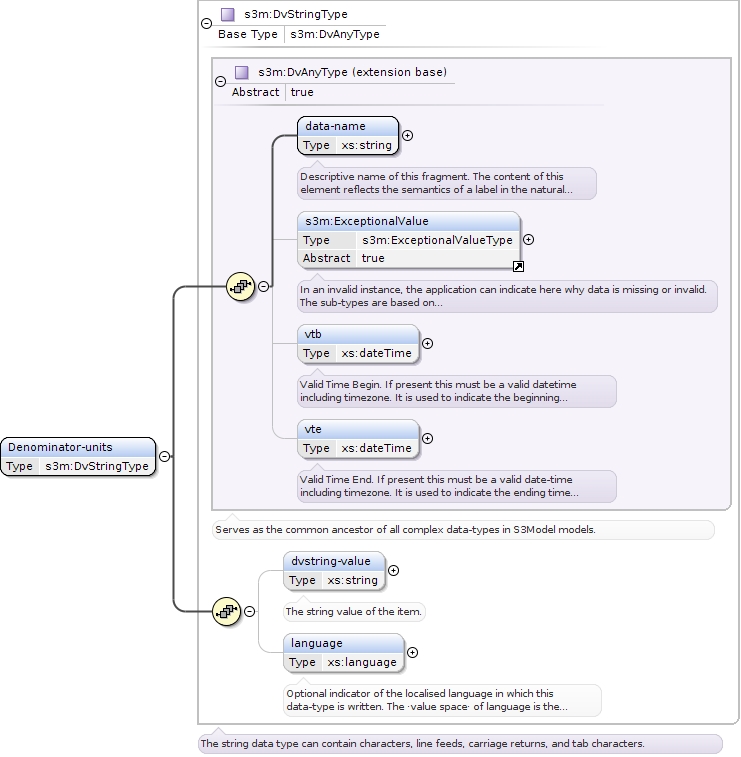 s3m:DvStringType
Base Type s3m:DvAnyType
s3m:DvAnyType (extension base)
Abstract true
data-name
Type xs:string
Descriptive name of this fragment. The content of this
element reflects the semantics of a label in the natural...
s3m:ExceptionalValue
Type s3m:ExceptionalValueType
Abstract true
In an invalid instance, the application can indicate here why data is missing or invalid.
The sub-types are based on...
vtb
Type xs:dateTime
Valid Time Begin. If present this must be a valid datetime
including timezone. It is used to indicate the beginning...
vte
Type xs:dateTime
Valid Time End. If present this must be a valid date-time
including timezone. It is used to indicate the ending time...
Denominator-units
Type s3m:DvStringType
Serves as the common ancestor of all complex data-types in S3Model models.
dvstring-value
Type xs:string
The string value of the item.
language
Type xs:language
Optional indicator of the localised language in which this
data-type is written. The ·value space· of language is the...
The string data type can contain characters, line feeds, carriage returns, and tab characters.